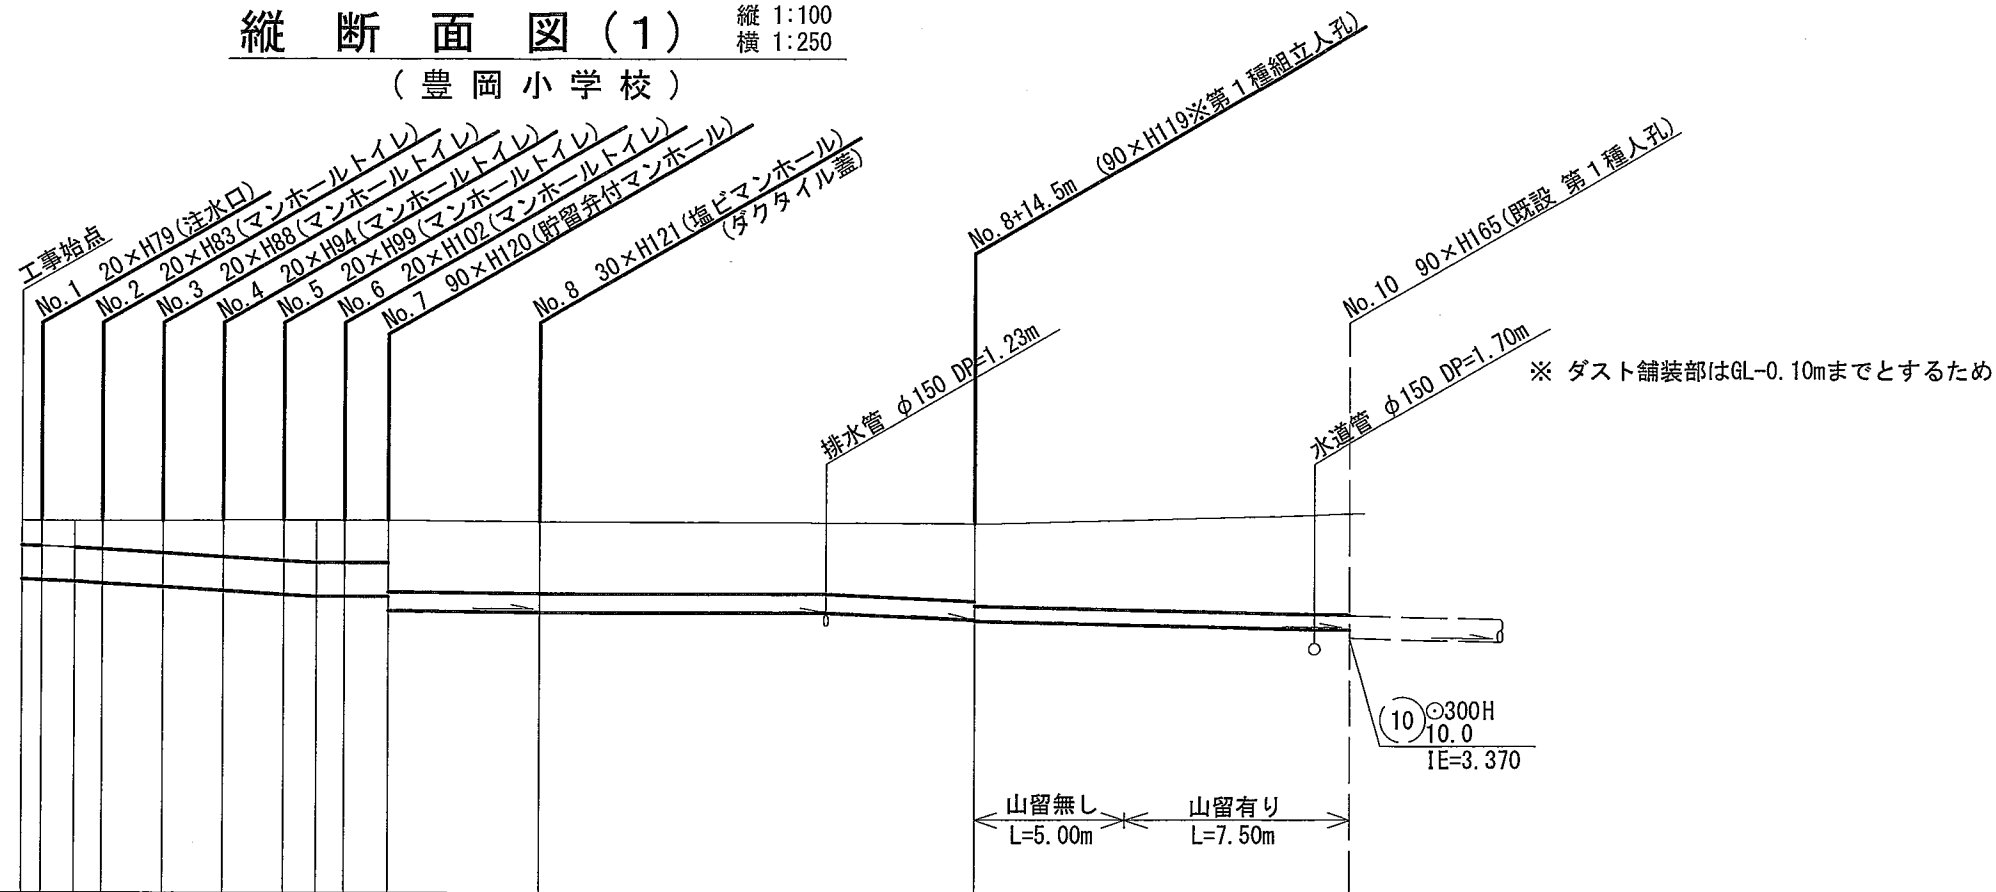 縦断面図(1)
縦 1:100
横 1:250
(豊岡小学校)
工事始点
No.1 20×H79(注水口)
No.2 20×H83(マンホールトイレ)
No.3 20×H88(マンホールトイレ)
No.4 20×H94(マンホールトイレ)
No.5 20×H99(マンホールトイレ)
No.6 20×H102(マンホールトイレ)
No.7 90×H120(貯留弁付マンホール)
No.8 30×H121(塩ビマンホール)
(ダクタイル蓋)
排水管 φ150 DP=1.23m
No.8+14.5m (90×H119※第1種組立人孔)
水道管 φ150 DP=1.70m
No.10 90×H165(既設 第1種人孔)
※ ダスト舗装部はGL-0.10mまでとするため
10
⊙300H
10.0
IE=3.370
山留無し
L=5.00m
山留有り
L=7.50m